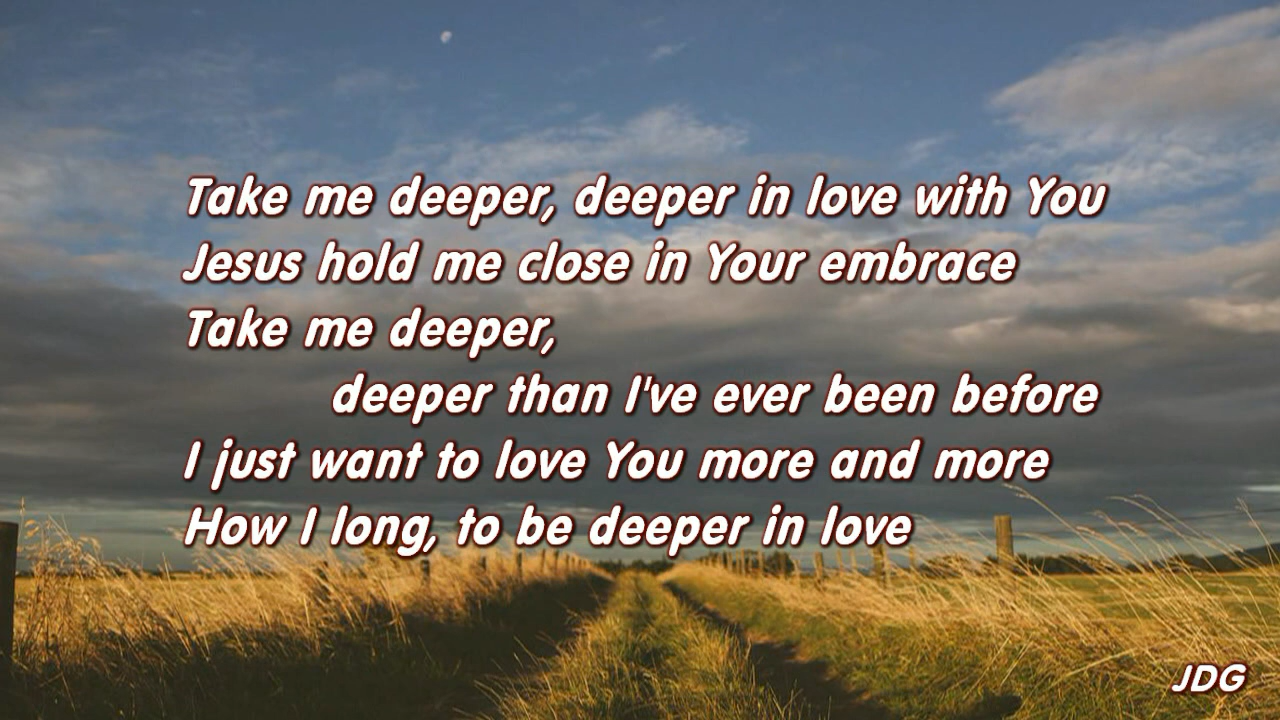 Take me deeper, deeper in love with You
Jesus hold me close in Your embrace
Take me deeper,
deeper than I've ever been before
I just want to love You more and more
How I long, to be deeper in love
JDG